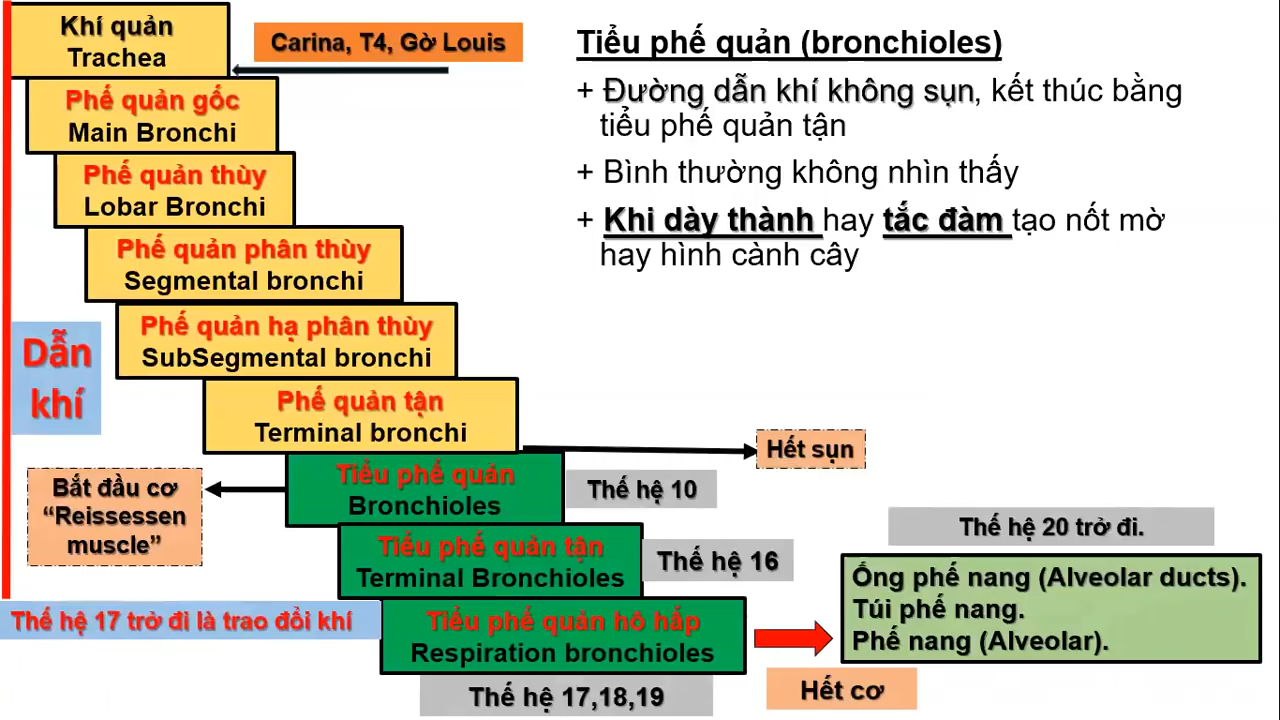 Khí quản
Trachea
Carina, T4, Gờ Louis
Phế quản gốc
Main Bronchi
Phế quản thùy
Lobar Bronchi
Phế quản phân thùy
Segmental bronchi
Phế quản hạ phân thùy
SubSegmental bronchi
Dẫn
khí
Phế quản tận
Terminal bronchi
Hết sụn
Tiểu phế quản
Bronchioles
Thế hệ 10
Bắt đầu cơ
“Reissessen
muscle”
Tiểu phế quản tận
Terminal Bronchioles
Thế hệ 16
Thế hệ 17 trở đi là trao đổi khí
Tiểu phế quản hô hấp
Respiration bronchioles
Thế hệ 17,18,19
Thế hệ 20 trở đi.
Ống phế nang (Alveolar ducts).
Túi phế nang.
Phế nang (Alveolar).
Hết cơ
Tiểu phế quản (bronchioles)
+ Đường dẫn khí không sụn, kết thúc bằng
tiểu phế quản tận
+ Bình thường không nhìn thấy
+ Khi dày thành hay tắc đàm tạo nốt mờ
hay hình cành cây